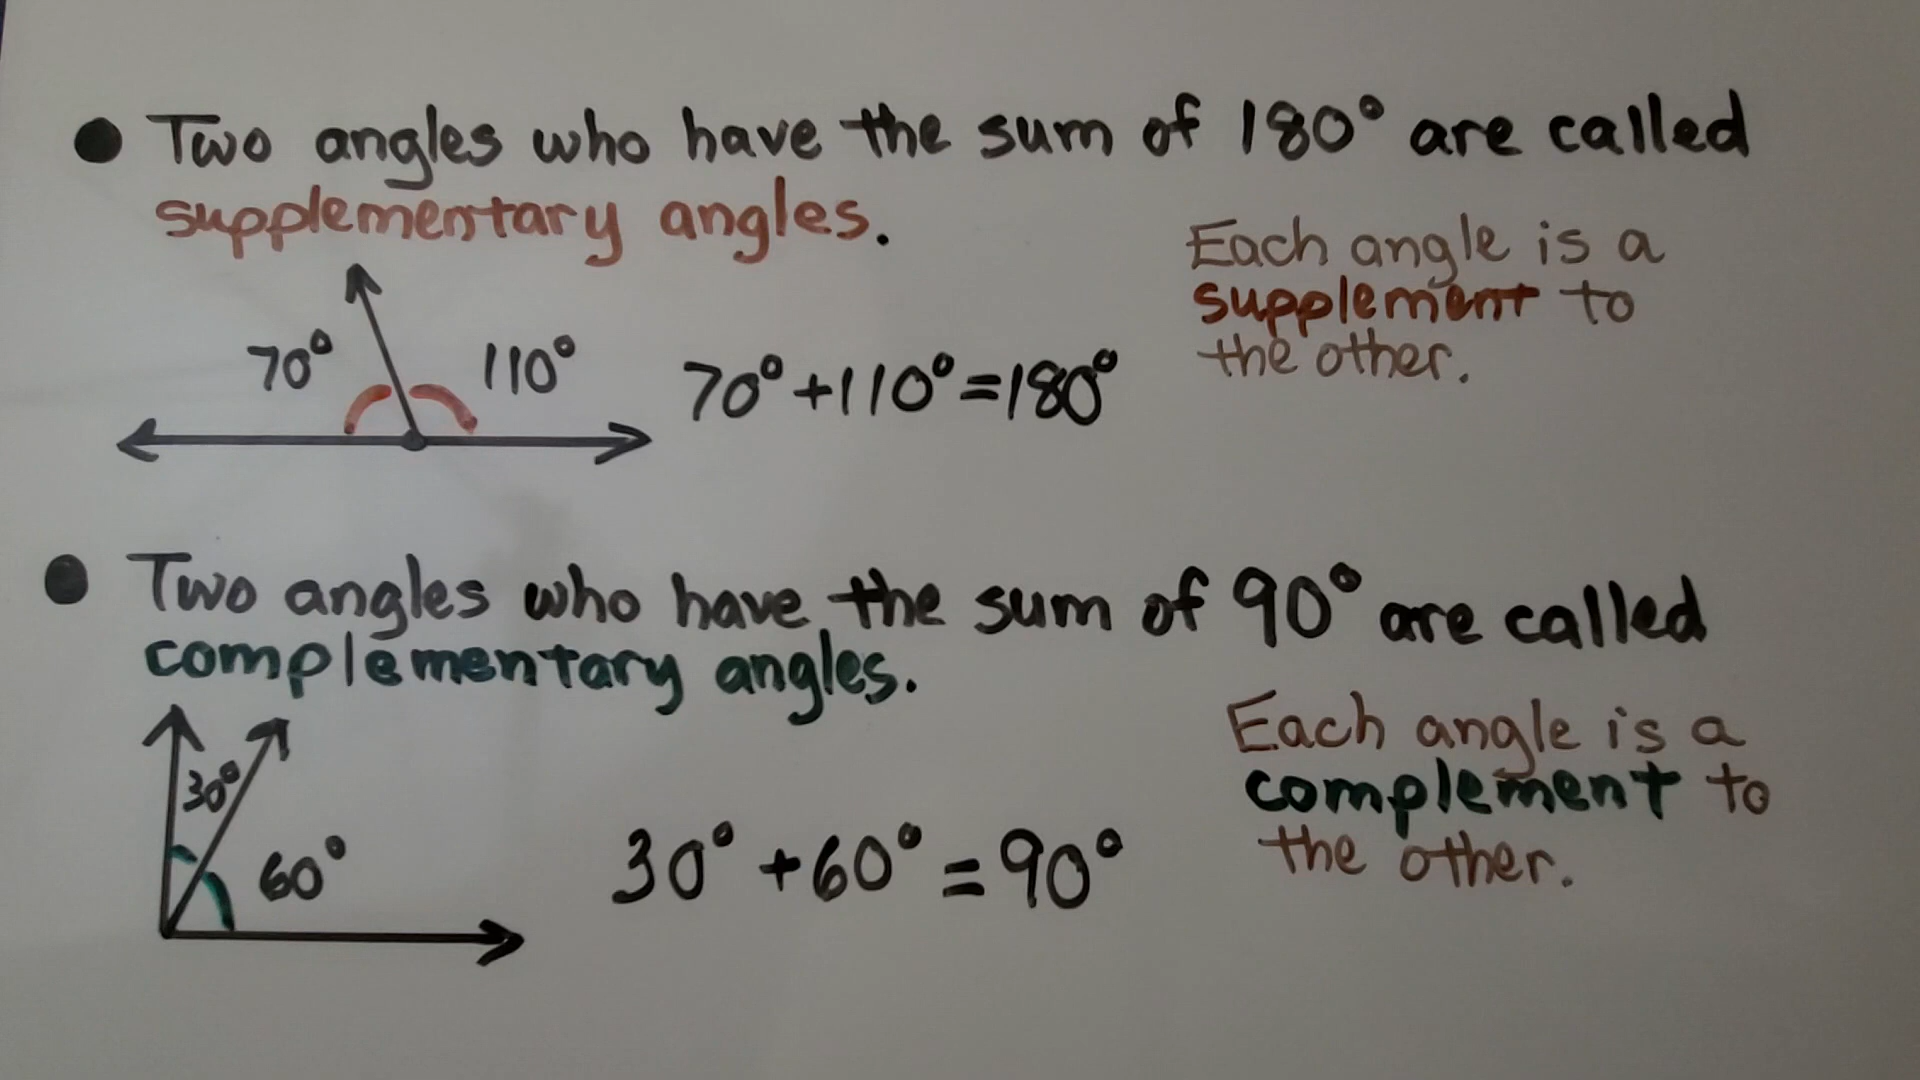 ● Two angles who have the sum of 180° are called
supplementary angles.
Each angle is a
supplement to
the other.
70° 110°
70°+110°=180°
● Two angles who have the sum of 90° are called
complementary angles.
Each angle is a
complement to
the other.
30°
60°
30° +60° = 90°